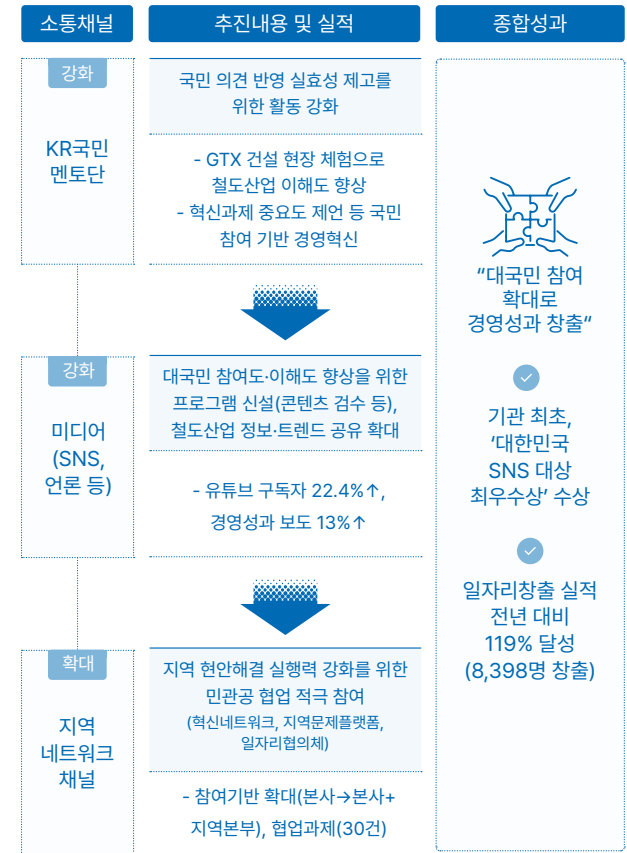 소통채널
추진내용 및 실적
종합성과
강화
KR국민
멘토단
국민 의견 반영 실효성 제고를
위한 활동 강화
- GTX 건설 현장 체험으로
철도산업 이해도 향상
- 혁신과제 중요도 제언 등 국민
참여 기반 경영혁신
강화
미디어
(SNS,
언론 등)
대국민 참여도·이해도 향상을 위한
프로그램 신설(콘텐츠 검수 등),
철도산업 정보·트렌드 공유 확대
- 유튜브 구독자 22.4%↑,
경영성과 보도 13%↑
확대
지역
네트워크
채널
지역 현안해결 실행력 강화를 위한
민관공 협업 적극 참여
(혁신네트워크, 지역문제플랫폼,
일자리협의체)
- 참여기반 확대(본사→본사+
지역본부), 협업과제(30건)
“대국민 참여
확대로
경영성과 창출“
기관 최초,
‘대한민국
SNS 대상
최우수상’ 수상
일자리창출 실적
전년 대비
119% 달성
(8,398명 창출)